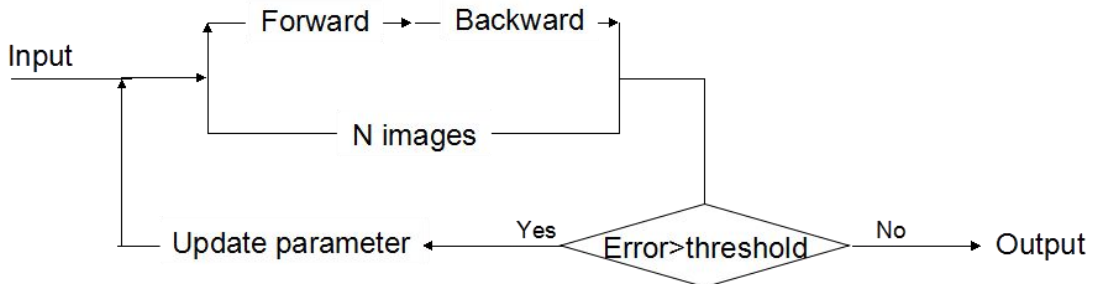 Forward
Backward
Input
N images
Update parameter
Yes
Error>threshold
No
Output